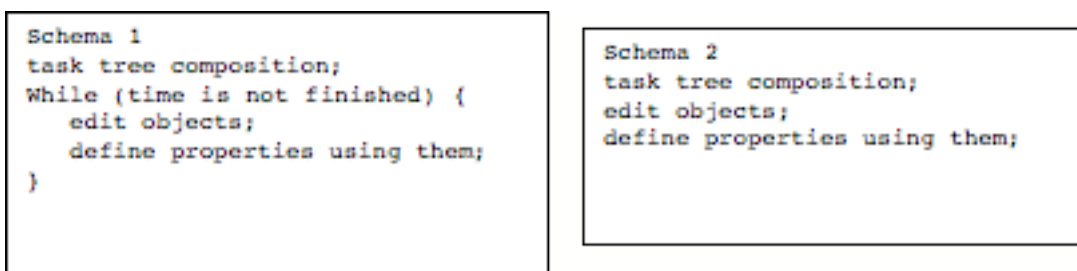 Schema 1
task tree composition;
While (time is not finished) {
edit objects;
define properties using them;
}
Schema 2
task tree composition;
edit objects;
define properties using them;